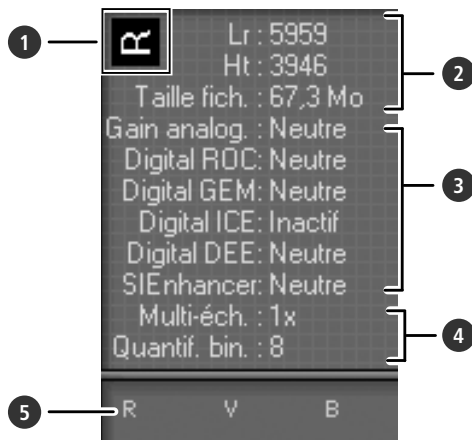 1
R
Lr : 5959
Ht : 3946
Taille fich. : 67,3 Mo
2
Gain analog. : Neutre
Digital ROC: Neutre
Digital GEM: Neutre
Digital ICE: Inactif
Digital DEE: Neutre
SIEnhancer: Neutre
3
Multi-éch. : 1x
Quantif. bin. : 8
4
5
R V B